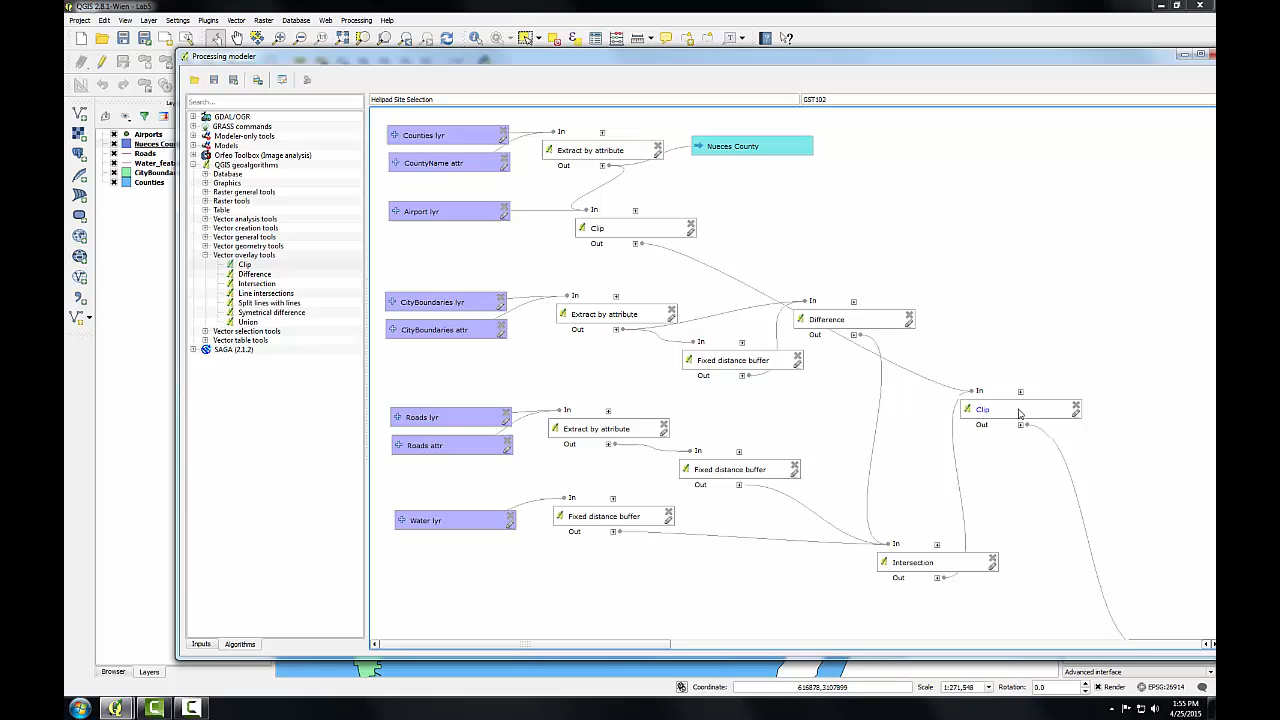 QGIS 2.8.1-Wien - Lab5
Project Edit View Layer Settings Plugins Vector Raster Database Web Processing Help
Processing modeler
Search...
Helipad Site Selection
GST102
GDAL/OGR
GRASS commands
Modeler-only tools
Models
Orfeo Toolbox (Image analysis)
QGIS geoalgorithms
Database
Graphics
Raster general tools
Raster tools
Table
Vector analysis tools
Vector creation tools
Vector general tools
Vector geometry tools
Vector overlay tools
Clip
Difference
Intersection
Line intersections
Split lines with lines
Symetrical difference
Union
Vector selection tools
Vector table tools
SAGA (2.1.2)
Inputs
Algorithms
Airports
Nueces Coun
Roads
Water_featu
CityBoundar
Counties
Counties lyr
CountyName attr
In
Extract by attribute
Out
Nueces County
Airport lyr
In
Clip
Out
CityBoundaries lyr
CityBoundaries attr
In
Extract by attribute
Out
In
Fixed distance buffer
Out
In
Difference
Out
Roads lyr
Roads attr
In
Extract by attribute
Out
In
Fixed distance buffer
Out
In
Clip
Out
Water lyr
In
Fixed distance buffer
Out
In
Intersection
Out
Browser
Layers
Advanced interface
Coordinate: 616878,3107899 Scale 1:271,548 Rotation: 0.0 Render EPSG:26914
1:55 PM
4/25/2015